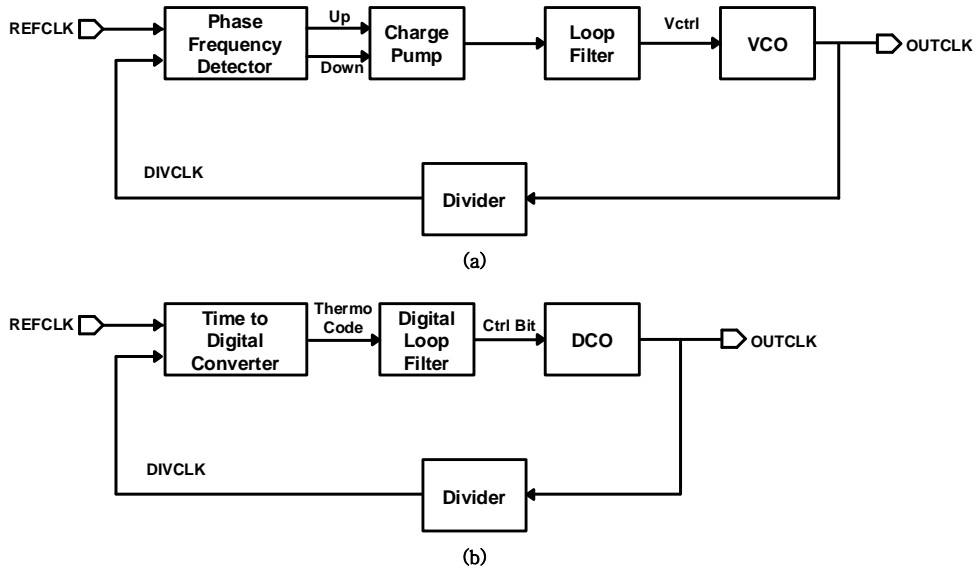 REFCLK
Phase
Frequency
Detector
Up
Down
Charge
Pump
Loop
Filter
Vctrl
VCO
OUTCLK
DIVCLK
Divider
(a)
REFCLK
Time to
Digital
Converter
Thermo
Code
Digital
Loop
Filter
Ctrl Bit
DCO
OUTCLK
DIVCLK
Divider
(b)